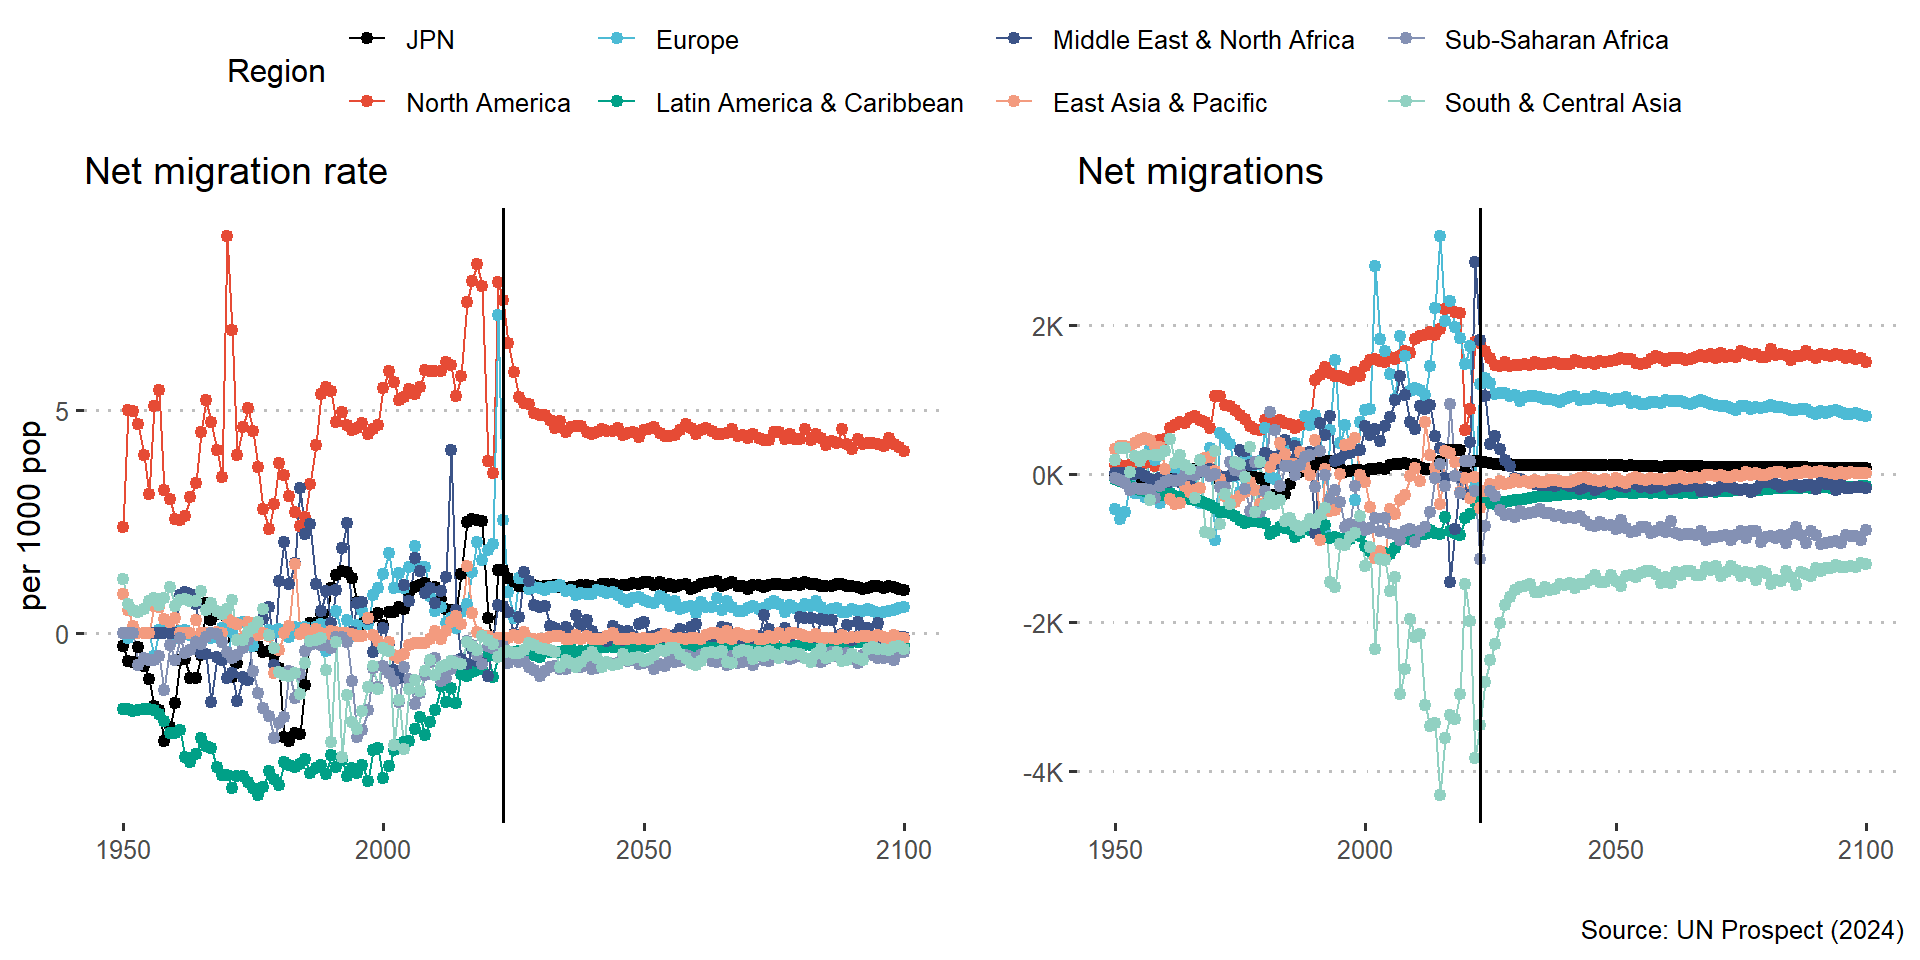 Region
JPN
Europe
Middle East & North Africa
Sub-Saharan Africa
North America
Latin America & Caribbean
East Asia & Pacific
South & Central Asia
Net migration rate
Net migrations
per 1000 pop
5
0
1950
2000
2050
2100
2K
0K
-2K
-4K
1950
2000
2050
2100
Source: UN Prospect (2024)